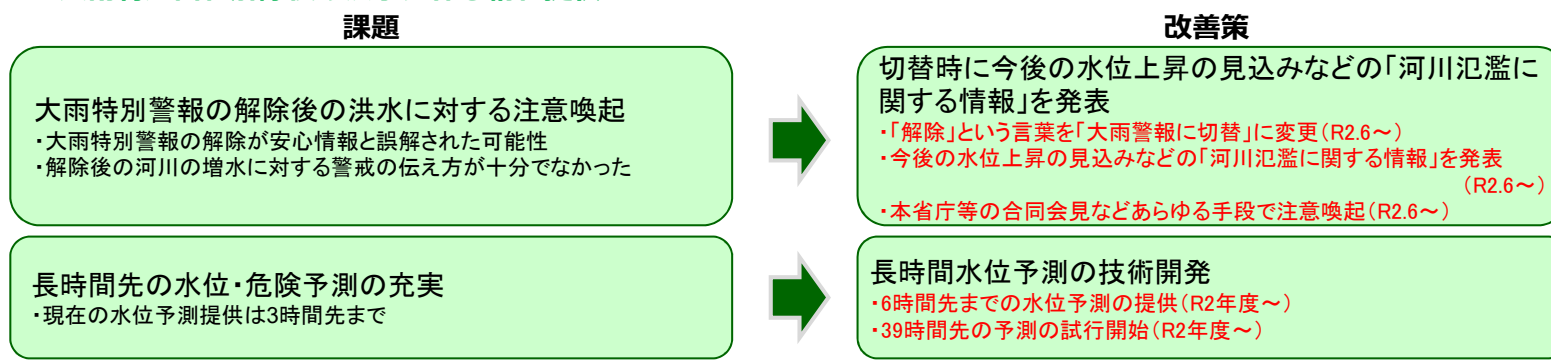 課題
改善策
大雨特別警報の解除後の洪水に対する注意喚起
・大雨特別警報の解除が安心情報と誤解された可能性
・解除後の河川の増水に対する警戒の伝え方が十分でなかった
切替時に今後の水位上昇の見込みなどの「河川氾濫に
関する情報」を発表
・「解除」という言葉を「大雨警報に切替」に変更(R2.6～)
・今後の水位上昇の見込みなどの「河川氾濫に関する情報」を発表
(R2.6～)
・本省庁等の合同会見などあらゆる手段で注意喚起(R2.6～)
長時間先の水位・危険予測の充実
・現在の水位予測提供は3時間先まで
長時間水位予測の技術開発
・6時間先までの水位予測の提供(R2年度～)
・39時間先の予測の試行開始(R2年度～)